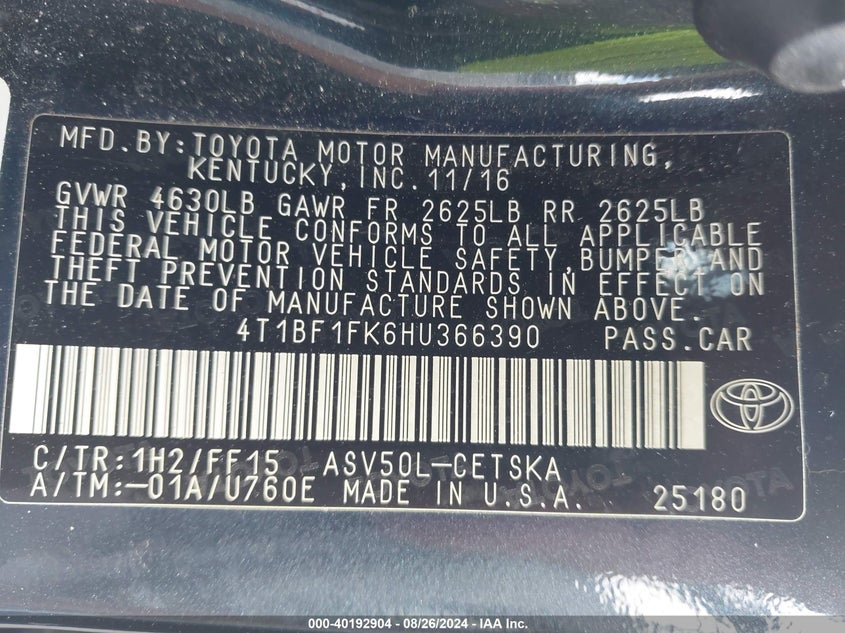 MFD.BY:TOYOTA MOTOR MANUFACTURING,
KENTUCKY,INC.11/16
GVWR 4630LB GAWR FR 2625LB RR 2625LB
THIS VEHICLE CONFORMS TO ALL APPLICABLE
FEDERAL MOTOR VEHICLE SAFETY,BUMPER,AND
THEFT PREVENTION STANDARDS IN EFFECT ON
THE DATE OF MANUFACTURE SHOWN ABOVE.
4T1BF1FK6HU366390 PASS.CAR
C/TR:1H2/FF15 ASV50L-CETSKA
A/TM:-01A/U760E MADE IN U.S.A. 25180
000-40192904 - 08/26/2024 - IAA Inc.